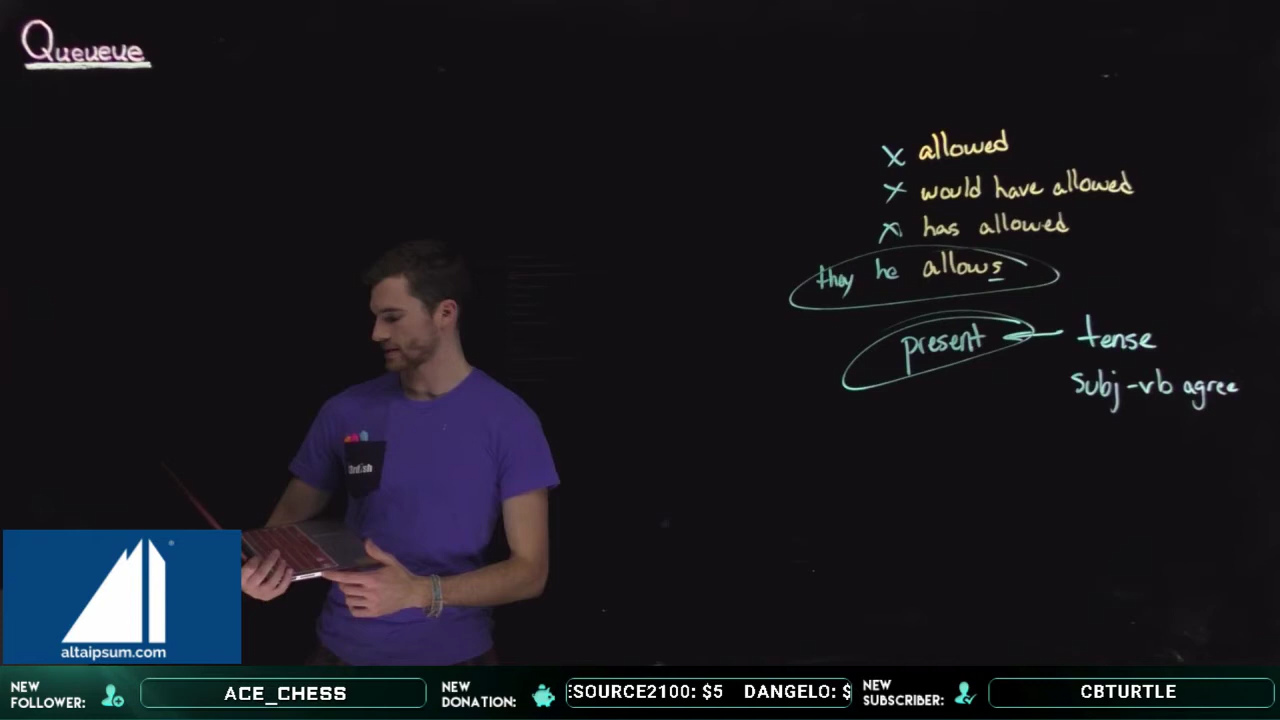 Queueue
x allowed
x would have allowed
x has allowed
they he allows
present
tense
subj-vb agree
altaipsum.com
NEW FOLLOWER: ACE_CHESS
NEW DONATION: :SOURCE2100: $5 DANGELO: $
NEW SUBSCRIBER: CBTURTLE